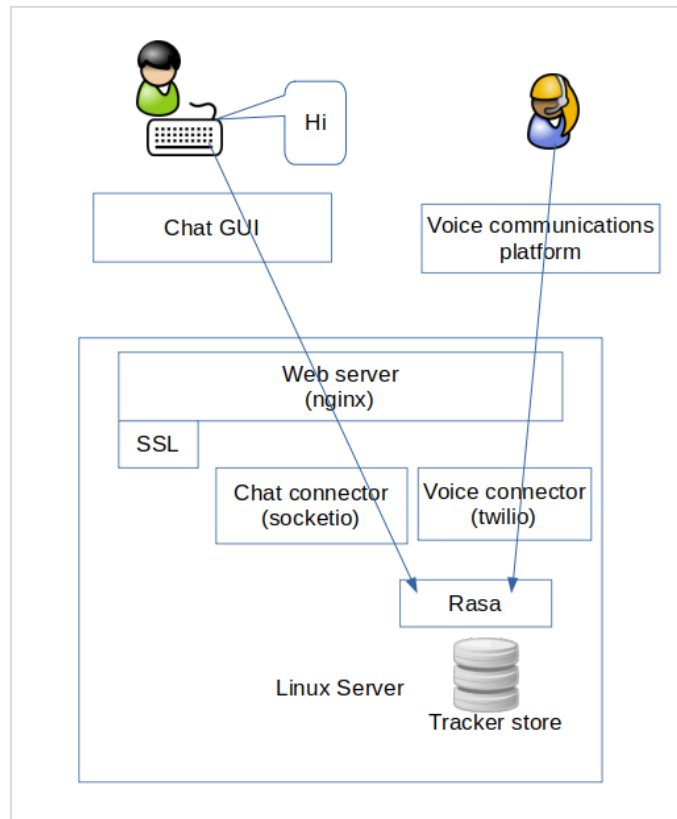 Hi
Chat GUI
Voice communications
platform
Web server
(nginx)
SSL
Chat connector
(socketio)
Voice connector
(twilio)
Rasa
Linux Server
Tracker store